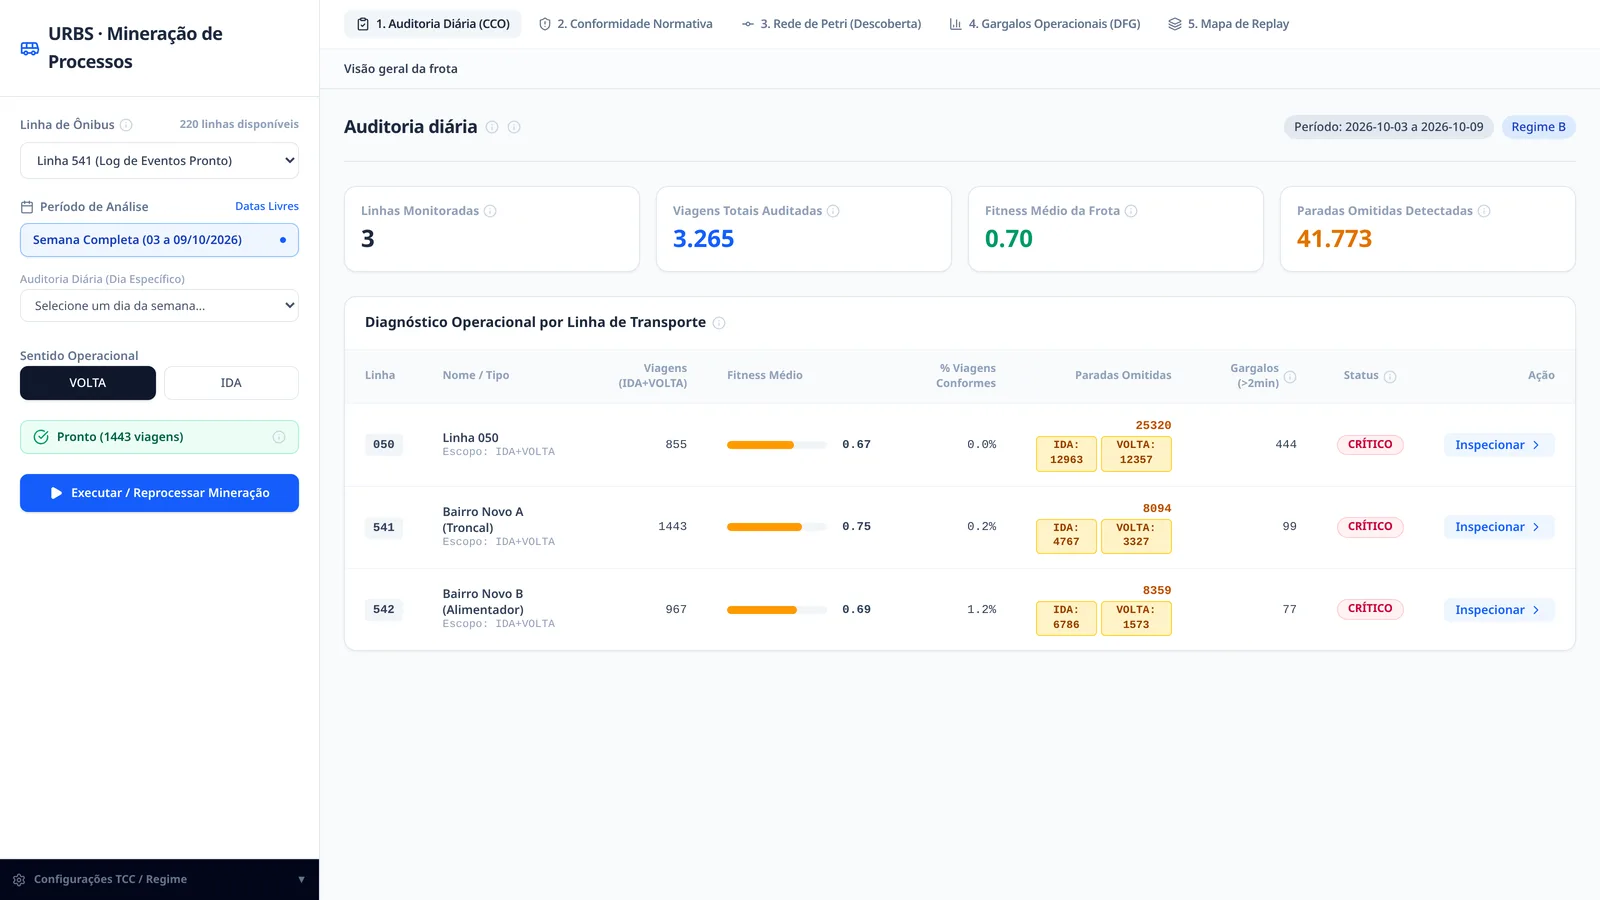 URBS · Mineração de
Processos
Linha de Ônibus
220 linhas disponíveis
Linha 541 (Log de Eventos Pronto)
Período de Análise
Datas Livres
Semana Completa (03 a 09/10/2026)
Auditoria Diária (Dia Específico)
Selecione um dia da semana...
Sentido Operacional
VOLTA
IDA
Pronto (1443 viagens)
Executar / Reprocessar Mineração
Configurações TCC / Regime
1. Auditoria Diária (CCO)
2. Conformidade Normativa
3. Rede de Petri (Descoberta)
4. Gargalos Operacionais (DFG)
5. Mapa de Replay
Visão geral da frota
Auditoria diária
Período: 2026-10-03 a 2026-10-09
Regime B
Linhas Monitoradas
3
Viagens Totais Auditadas
3.265
Fitness Médio da Frota
0.70
Paradas Omitidas Detectadas
41.773
Diagnóstico Operacional por Linha de Transporte
Linha
Nome / Tipo
Viagens
(IDA+VOLTA)
Fitness Médio
% Viagens
Conformes
Paradas Omitidas
Gargalos
(>2min)
Status
Ação
050
Linha 050
Escopo: IDA+VOLTA
855
0.67
0.0%
25320
IDA:
12963
VOLTA:
12357
444
CRÍTICO
Inspecionar
541
Bairro Novo A
(Troncal)
Escopo: IDA+VOLTA
1443
0.75
0.2%
8094
IDA:
4767
VOLTA:
3327
99
CRÍTICO
Inspecionar
542
Bairro Novo B
(Alimentador)
Escopo: IDA+VOLTA
967
0.69
1.2%
8359
IDA:
6786
VOLTA:
1573
77
CRÍTICO
Inspecionar